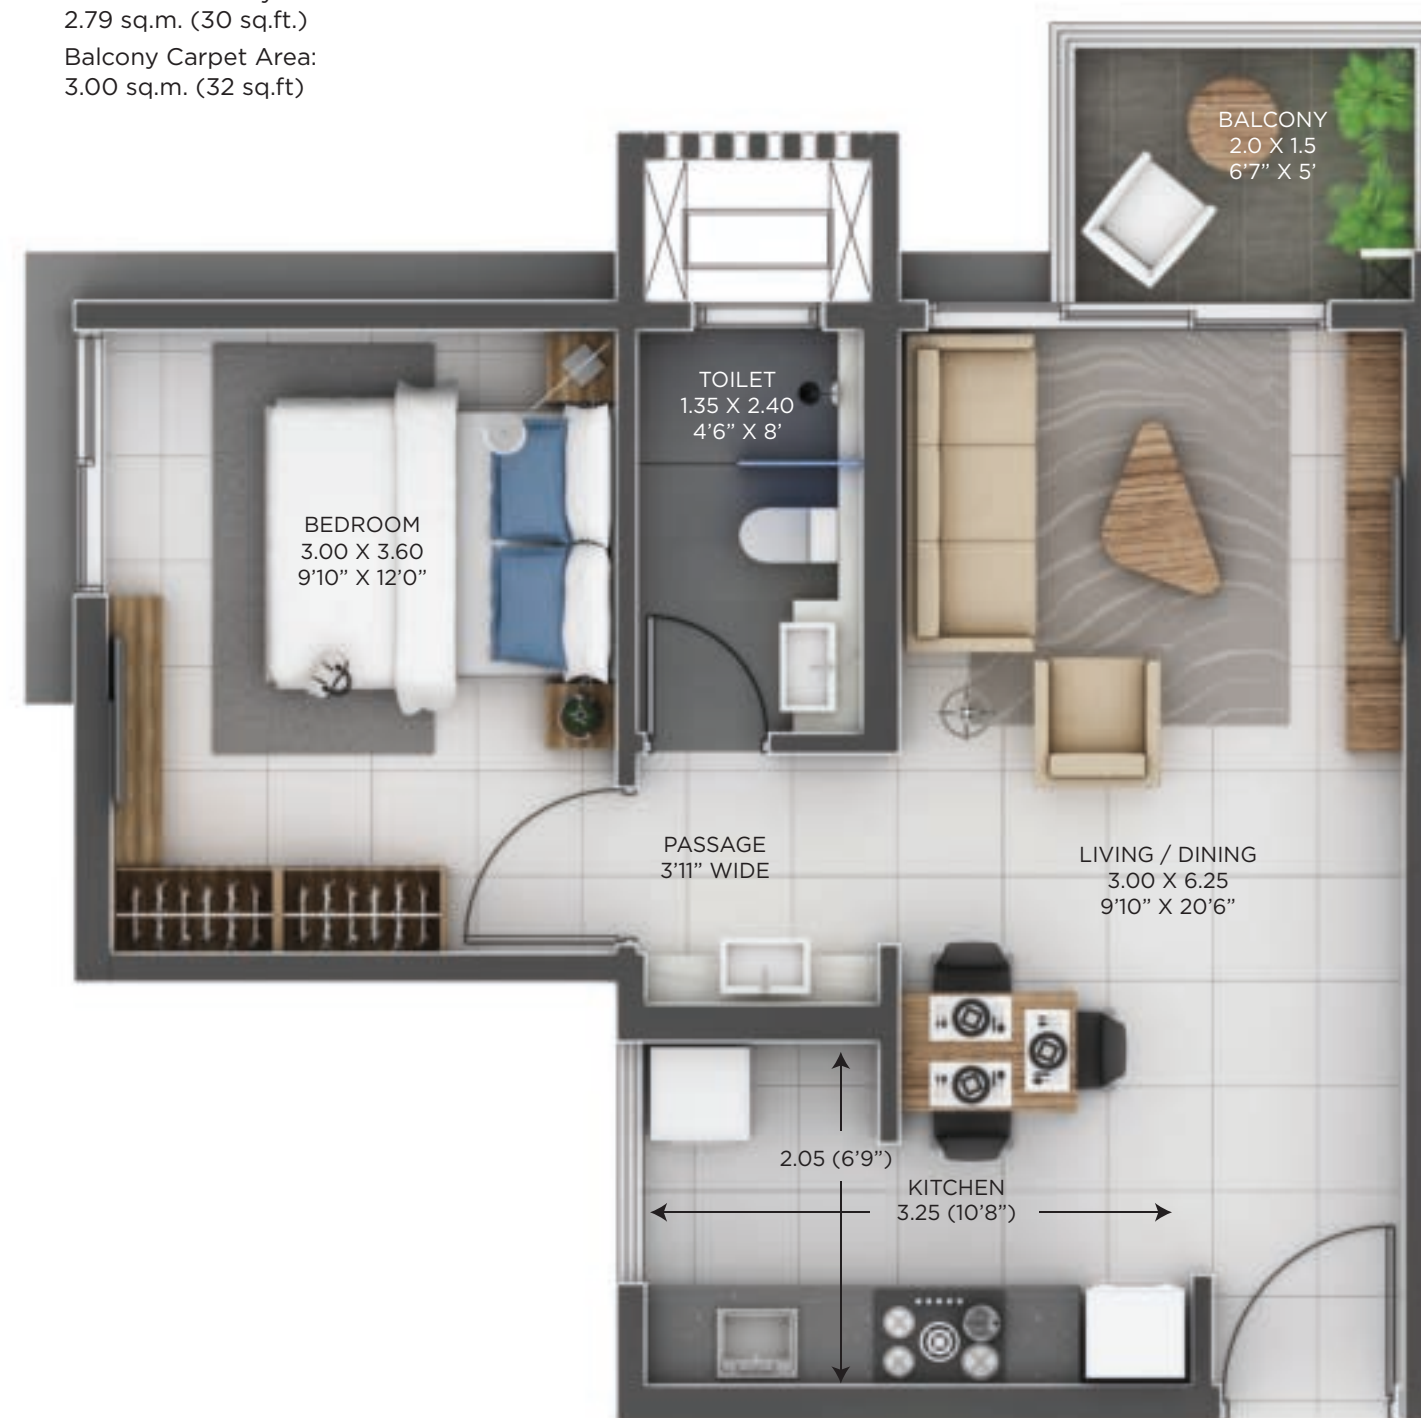 2.79 sq.m. (30 sq.ft.)
Balcony Carpet Area:
3.00 sq.m. (32 sq.ft)
BALCONY
2.0 X 1.5
6’7” X 5’
TOILET
1.35 X 2.40
4’6” X 8’
BEDROOM
3.00 X 3.60
9’10” X 12’0”
PASSAGE
3’11” WIDE
LIVING / DINING
3.00 X 6.25
9’10” X 20’6”
2.05 (6’9”)
KITCHEN
3.25 (10’8”)